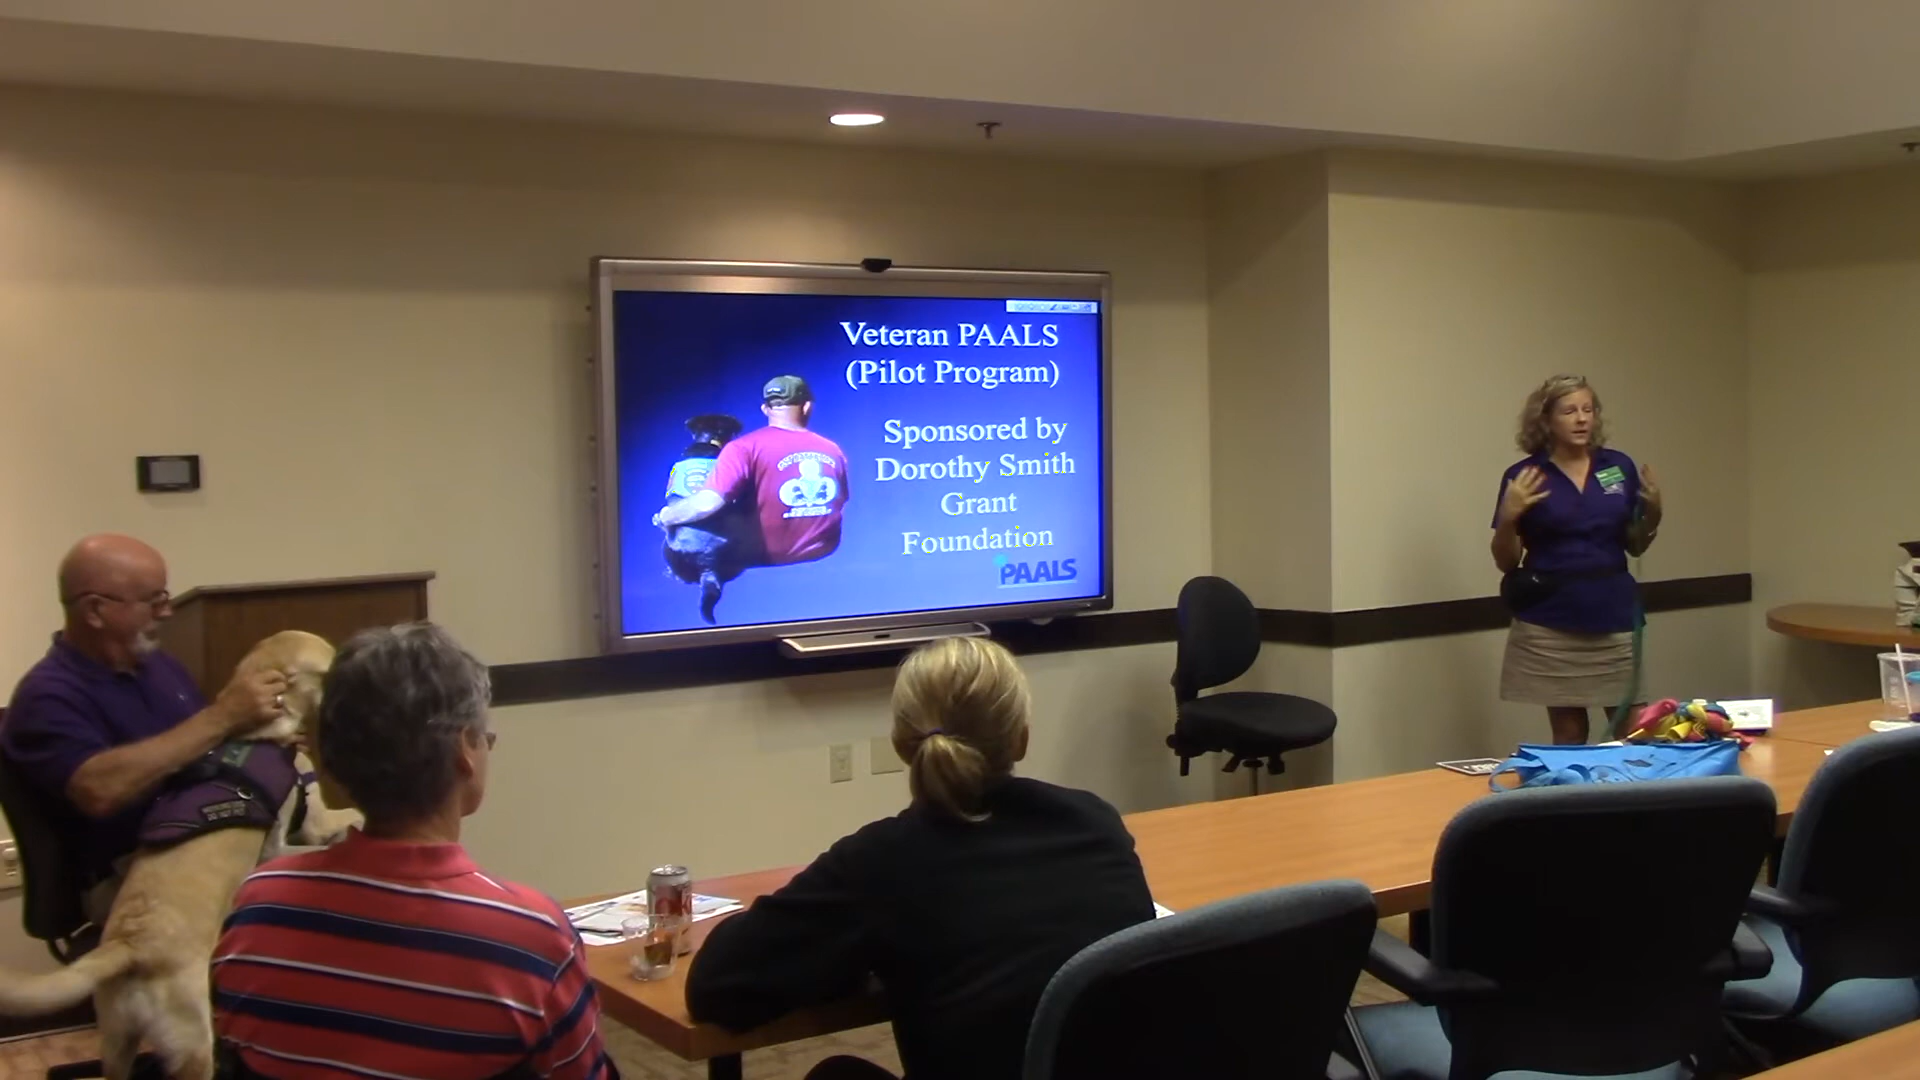 Veteran PAALS
(Pilot Program)
Sponsored by
Dorothy Smith
Grant
Foundation
PAALS